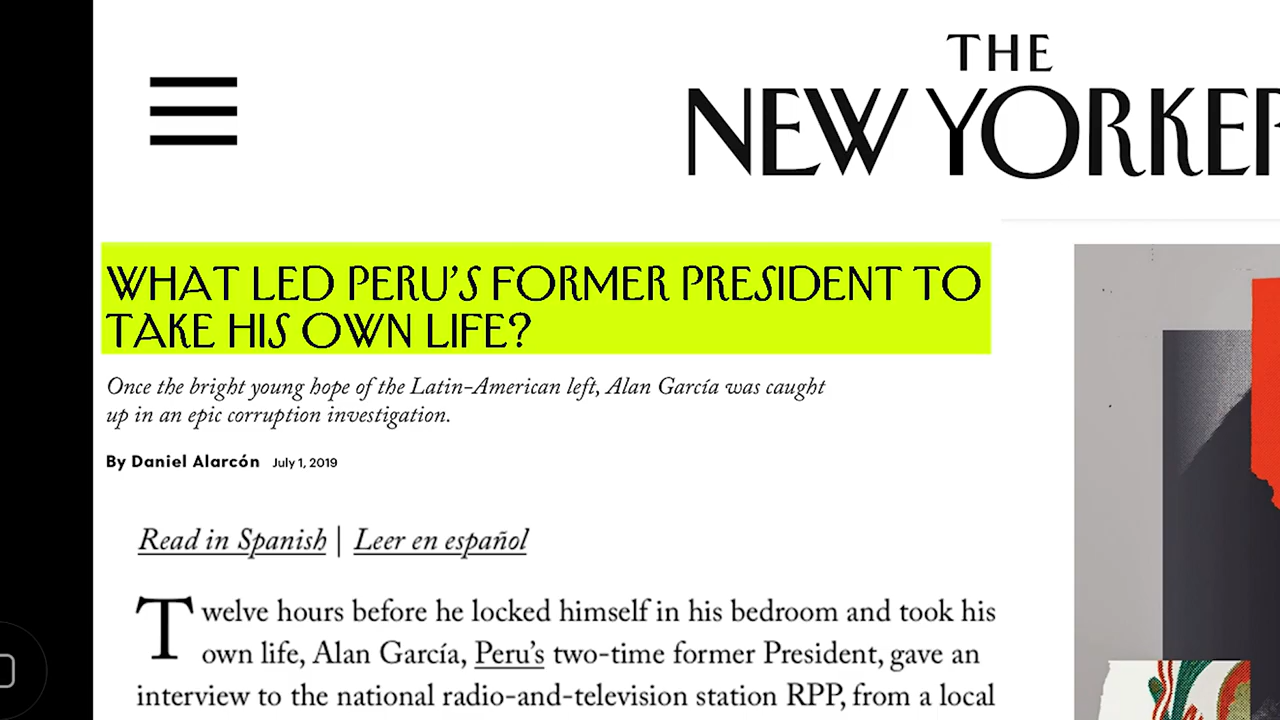 THE
NEW YORKER
WHAT LED PERU'S FORMER PRESIDENT TO
TAKE HIS OWN LIFE?
Once the bright young hope of the Latin-American left, Alan García was caught
up in an epic corruption investigation.
By Daniel Alarcón July 1, 2019
Read in Spanish | Leer en español
Twelve hours before he locked himself in his bedroom and took his
own life, Alan García, Peru's two-time former President, gave an
interview to the national radio-and-television station RPP, from a local